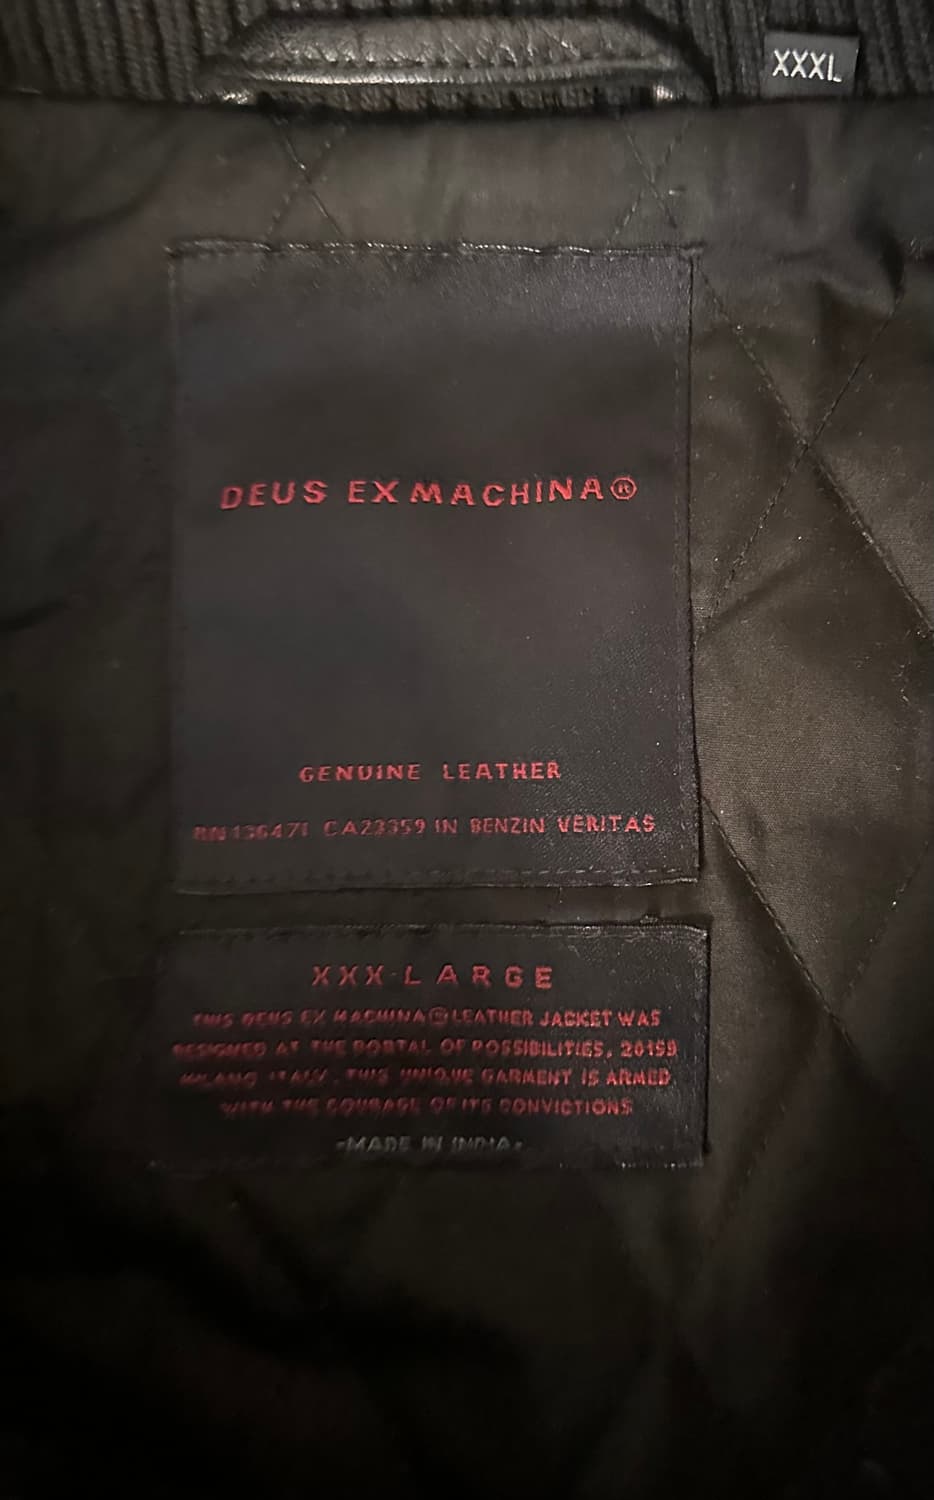 XXXL
DEUS EX MACHINA®
GENUINE LEATHER
RN136471 CA23359 IN BENZIN VERITAS
XXX-LARGE
THIS DEUS EX MACHINA® LEATHER JACKET WAS
DESIGNED AT THE PORTAL OF POSSIBILITIES, 20159
MILANO ITALY. THIS UNIQUE GARMENT IS ARMED
WITH THE COURAGE OF ITS CONVICTIONS
-MADE IN INDIA-